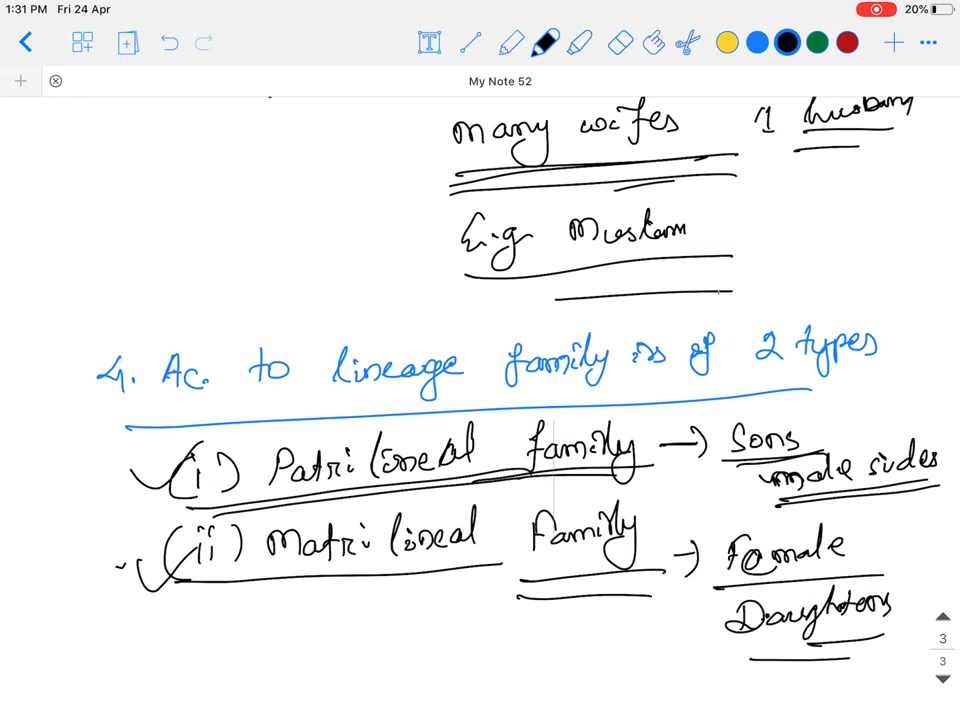 1:31 PM Fri 24 Apr
20%
My Note 52
many wifes 1 husband
E.g Muslam
4. Ac. to lineage family is of 2 types
(i) Patrilineal family → Sons
male sides
(ii) Matrilineal Family → Female
Daughters
3
3